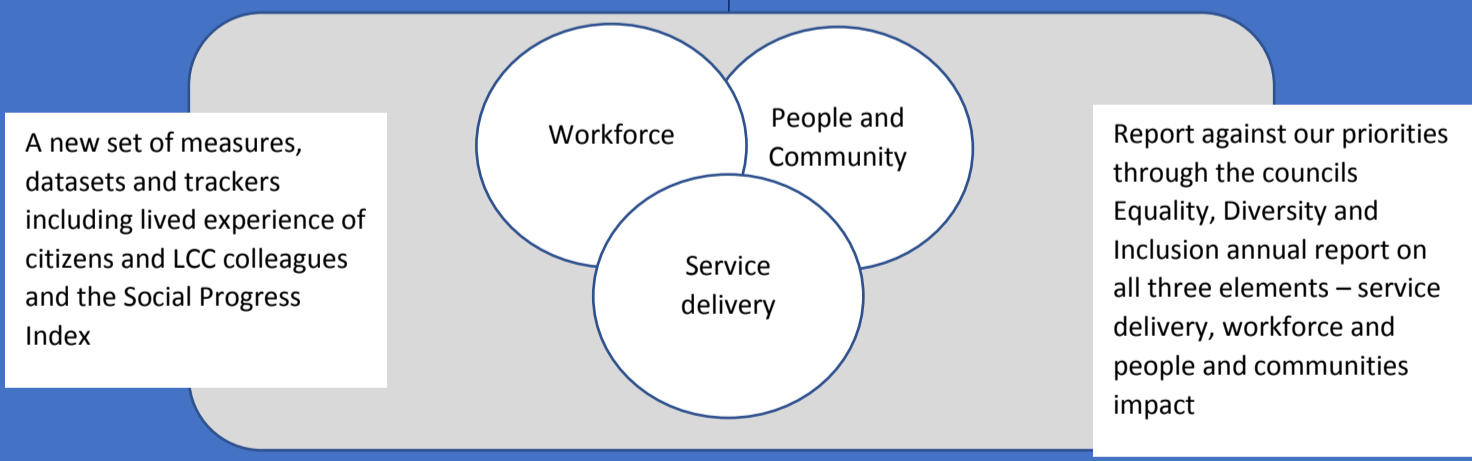 A new set of measures,
datasets and trackers
including lived experience of
citizens and LCC colleagues
and the Social Progress
Index
Workforce
People and
Community
Service
delivery
Report against our priorities
through the councils
Equality, Diversity and
Inclusion annual report on
all three elements – service
delivery, workforce and
people and communities
impact